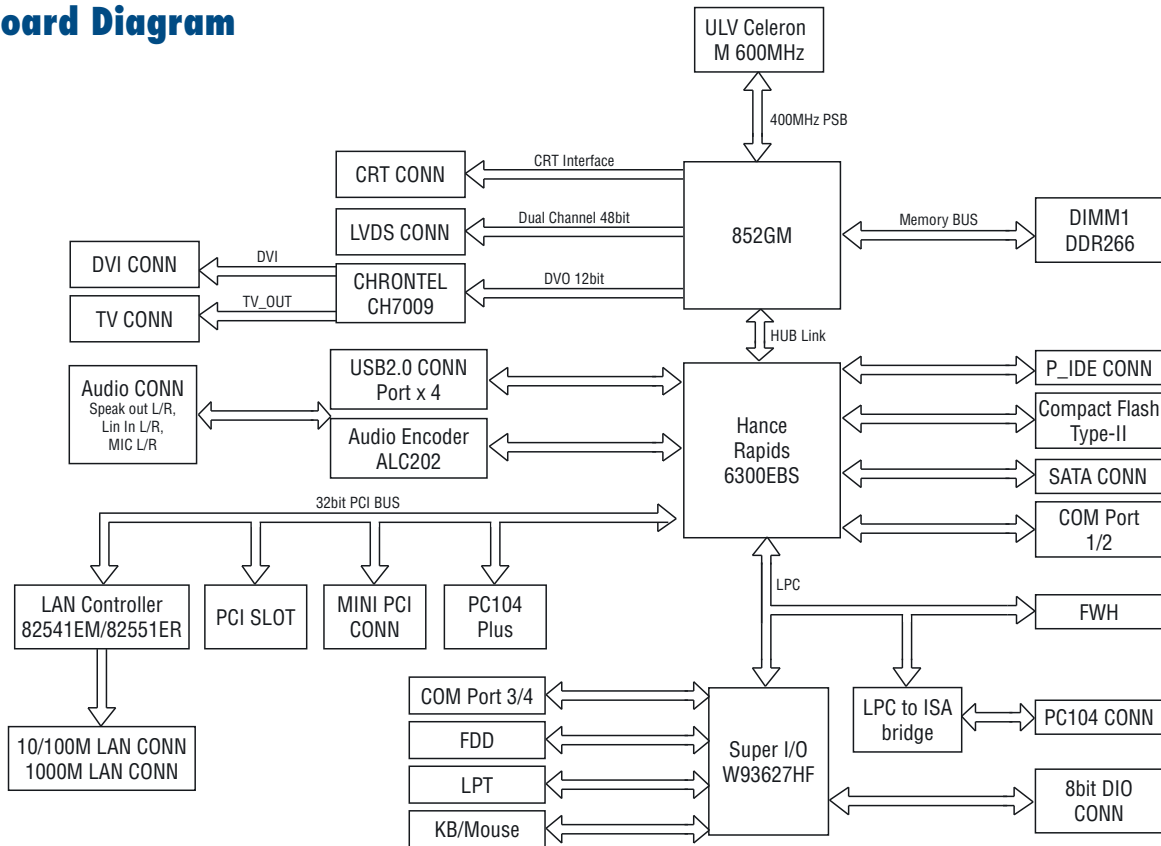 oard Diagram
ULV Celeron
M 600MHz
400MHz PSB
CRT CONN
CRT Interface
LVDS CONN
Dual Channel 48bit
852GM
Memory BUS
DIMM1
DDR266
DVI CONN
DVI
CHRONTEL
CH7009
DVO 12bit
TV CONN
TV_OUT
HUB Link
Audio CONN
Speak out L/R,
Lin In L/R,
MIC L/R
USB2.0 CONN
Port x 4
Audio Encoder
ALC202
Hance
Rapids
6300EBS
P_IDE CONN
Compact Flash
Type-II
SATA CONN
COM Port
1/2
32bit PCI BUS
LAN Controller
82541EM/82551ER
PCI SLOT
MINI PCI
CONN
PC104
Plus
LPC
FWH
10/100M LAN CONN
1000M LAN CONN
COM Port 3/4
FDD
LPT
KB/Mouse
Super I/O
W93627HF
LPC to ISA
bridge
PC104 CONN
8bit DIO
CONN